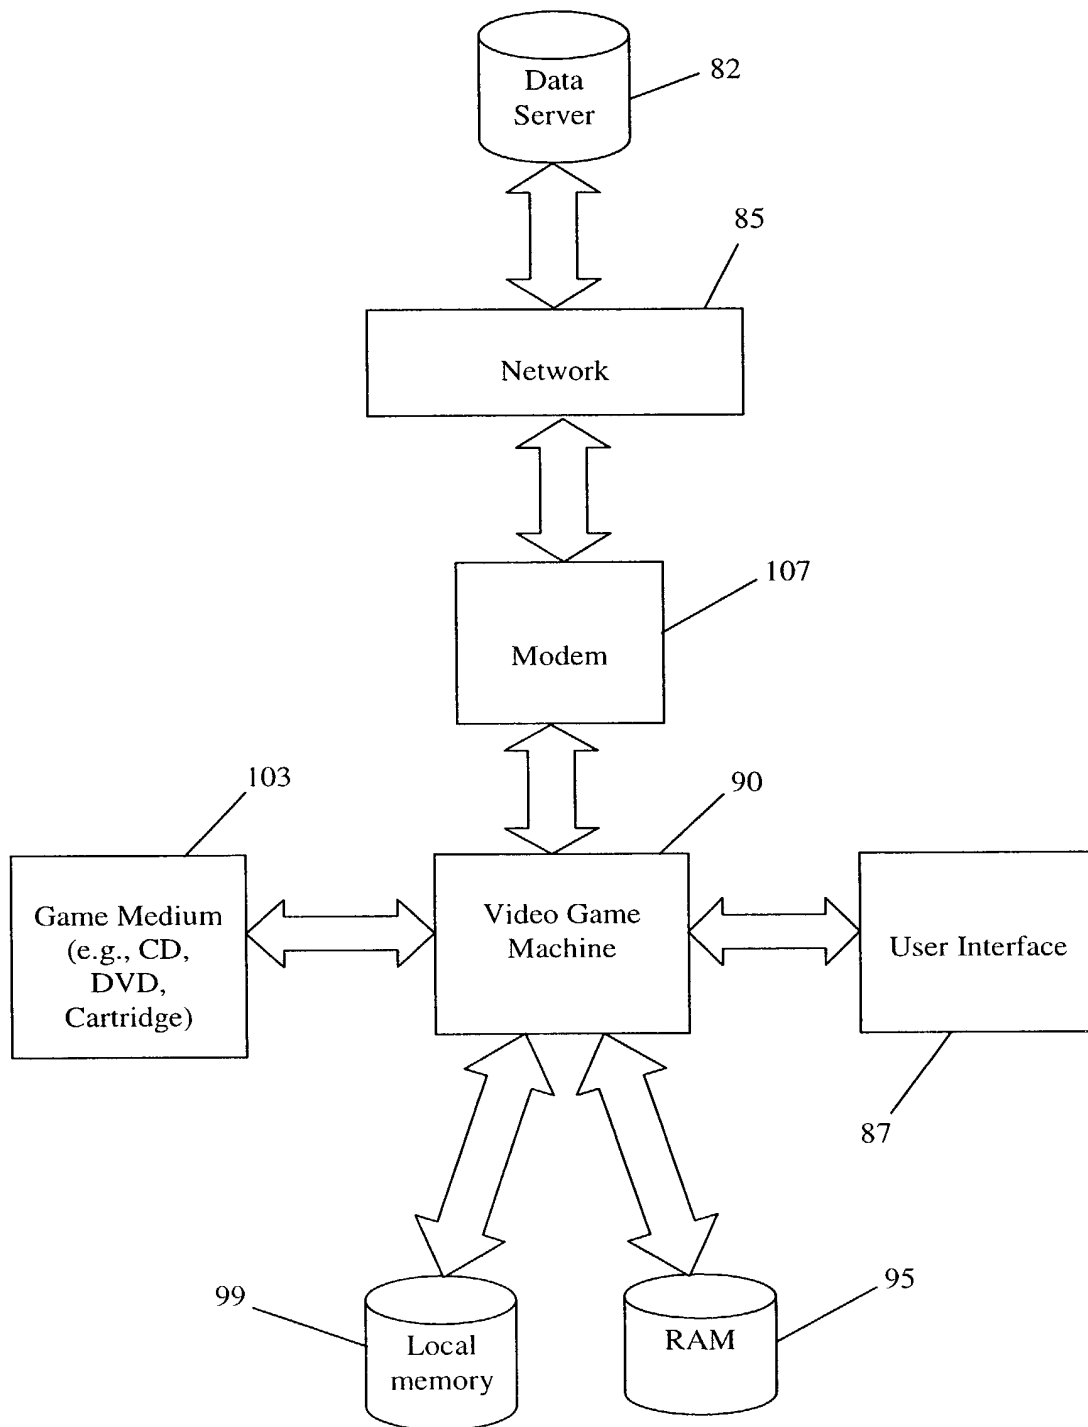 Data
Server
82
85
Network
107
Modem
103
90
Game Medium
(e.g., CD,
DVD,
Cartridge)
Video Game
Machine
User Interface
87
99
Local
memory
RAM
95